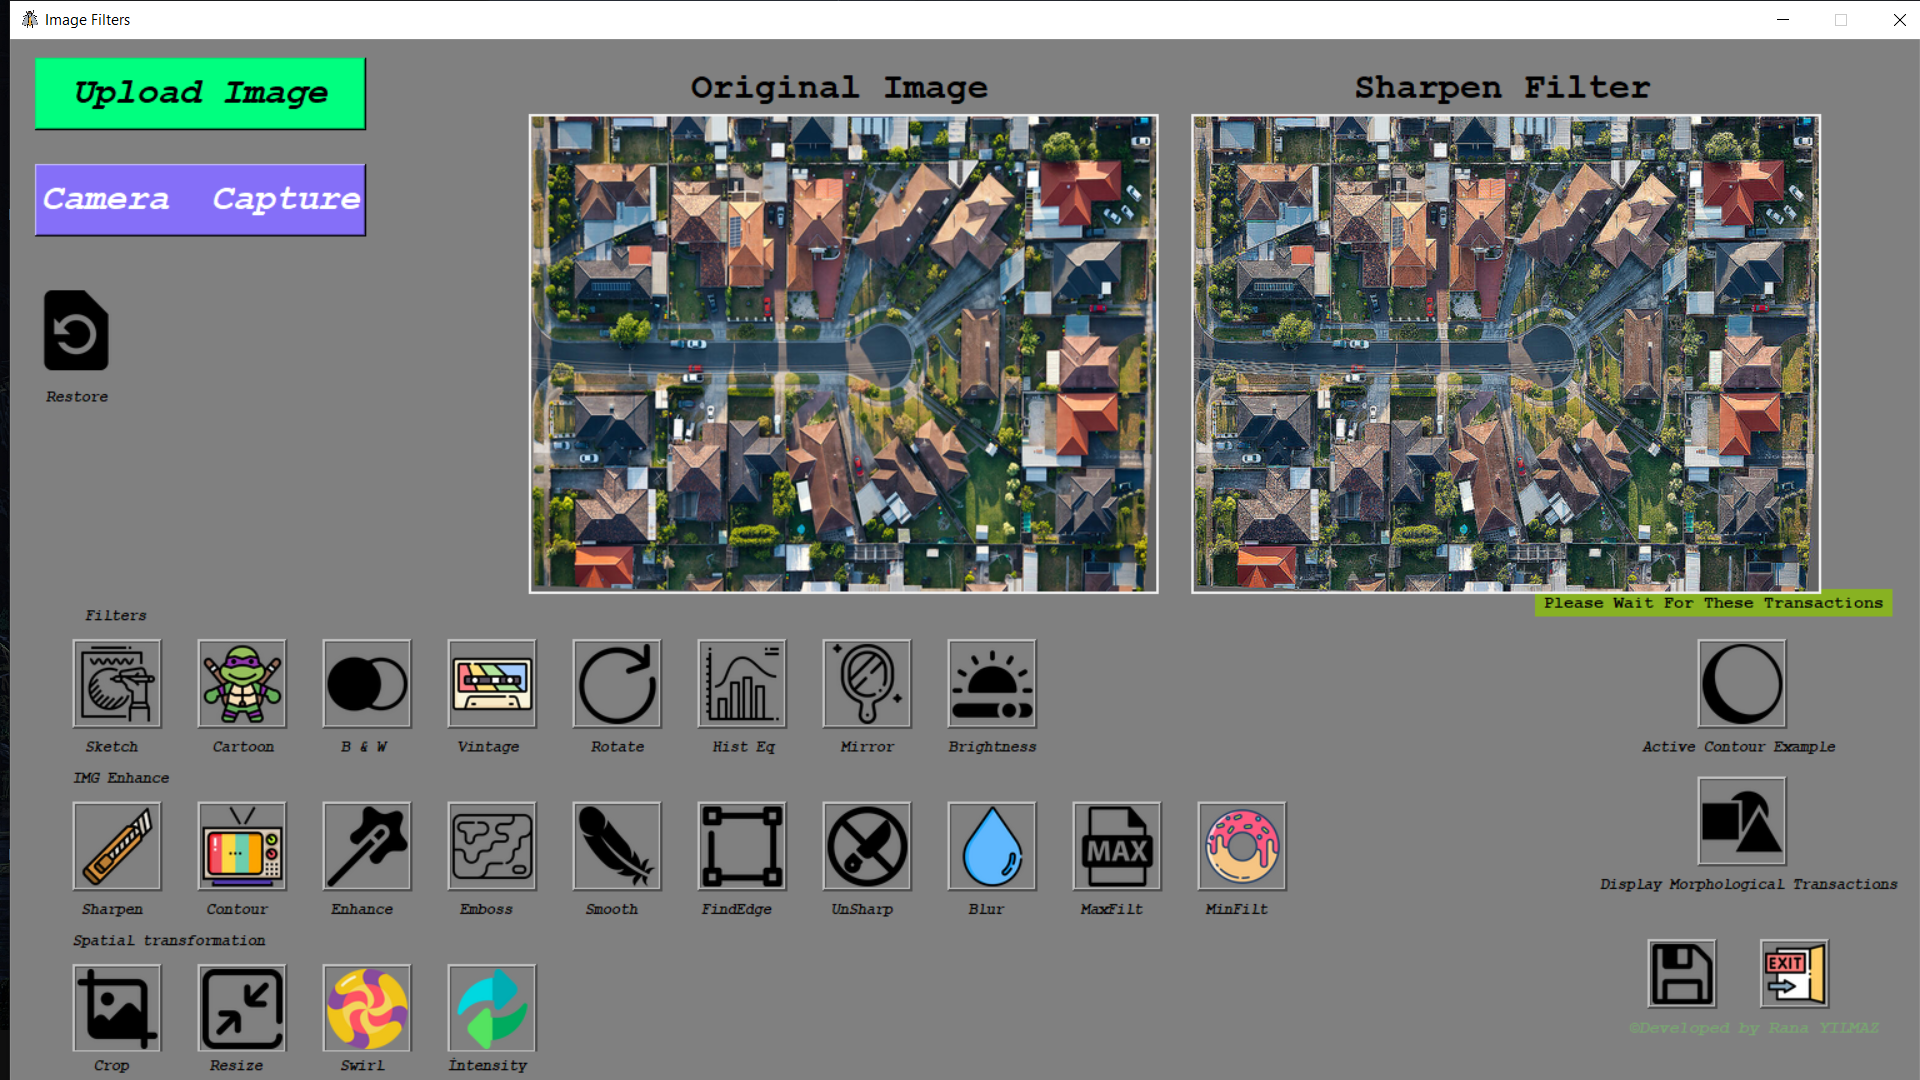 Image Filters
Upload Image
Original Image
Sharpen Filter
Camera Capture
Restore
Please Wait For These Transactions
Filters
Sketch
Cartoon
B & W
Vintage
Rotate
Hist Eq
Mirror
Brightness
Active Contour Example
IMG Enhance
MAX
Sharpen
Contour
Enhance
Emboss
Smooth
FindEdge
UnSharp
Blur
MaxFilt
MinFilt
Display Morphological Transactions
Spatial transformation
EXIT
©Developed by Rana YILMAZ
Crop
Resize
Swirl
İntensity